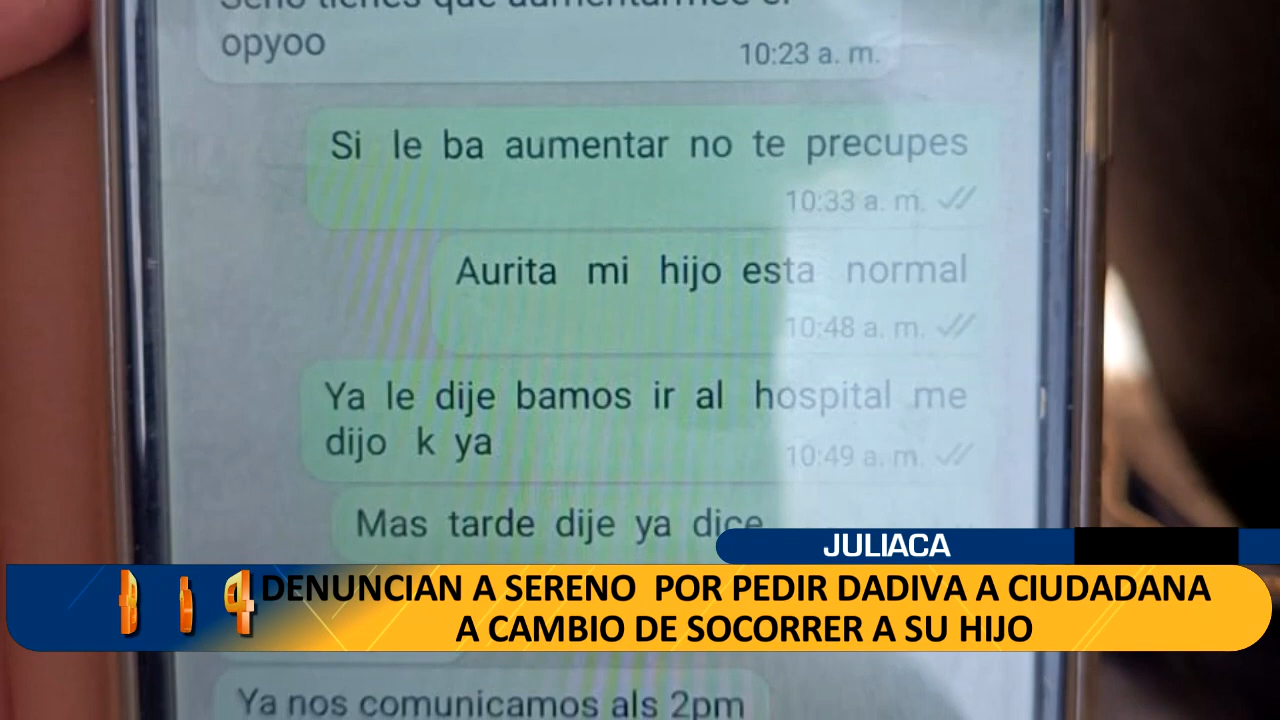 opyoo
10:23 a. m.
Si le ba aumentar no te precupes
10:33 a. m.
Aurita mi hijo esta normal
10:48 a. m.
Ya le dije bamos ir al hospital me
dijo k ya
10:49 a. m.
Mas tarde dije ya dice
JULIACA
DENUNCIAN A SERENO POR PEDIR DADIVA A CIUDADANA
A CAMBIO DE SOCORRER A SU HIJO
Ya nos comunicamos als 2pm